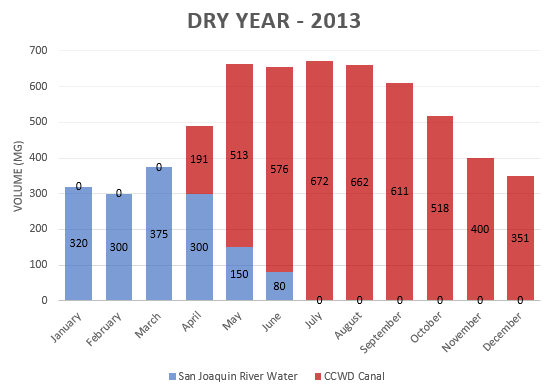 DRY YEAR - 2013
VOLUME (MG)
700
600
500
400
300
200
100
0
320
0
300
0
375
0
300
191
150
513
80
576
0
672
0
662
0
611
0
518
0
400
0
351
January
February
March
April
May
June
July
August
September
October
November
December
San Joaquin River Water
CCWD Canal